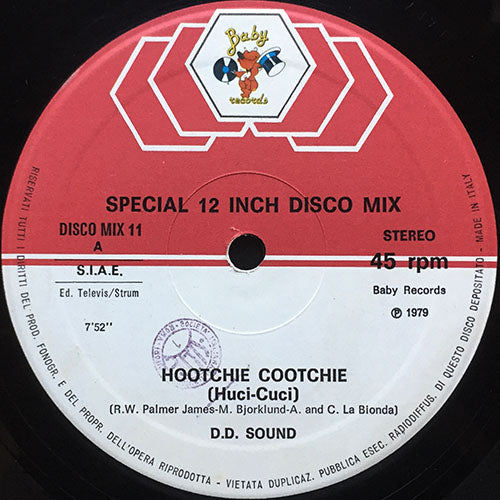 Baby
records
SPECIAL 12 INCH DISCO MIX
DISCO MIX 11
A
STEREO
S.I.A.E.
45 rpm
Ed. Televis/Strum
Baby Records
Ⓟ 1979
7'52''
HOOTCHIE COOTCHIE
(Huci-Cuci)
(R.W. Palmer James-M. Bjorklund-A. and C. La Bionda)
D.D. SOUND
RISERVATI TUTTI I DIRITTI DEL PROD. FONOGR. E DEL PROPR. DELL'OPERA RIPRODOTTA - VIETATA DUPLICAZ. PUBBLICA ESEC. RADIODIFFUS. DI QUESTO DISCO DEPOSITATO - MADE IN ITALY